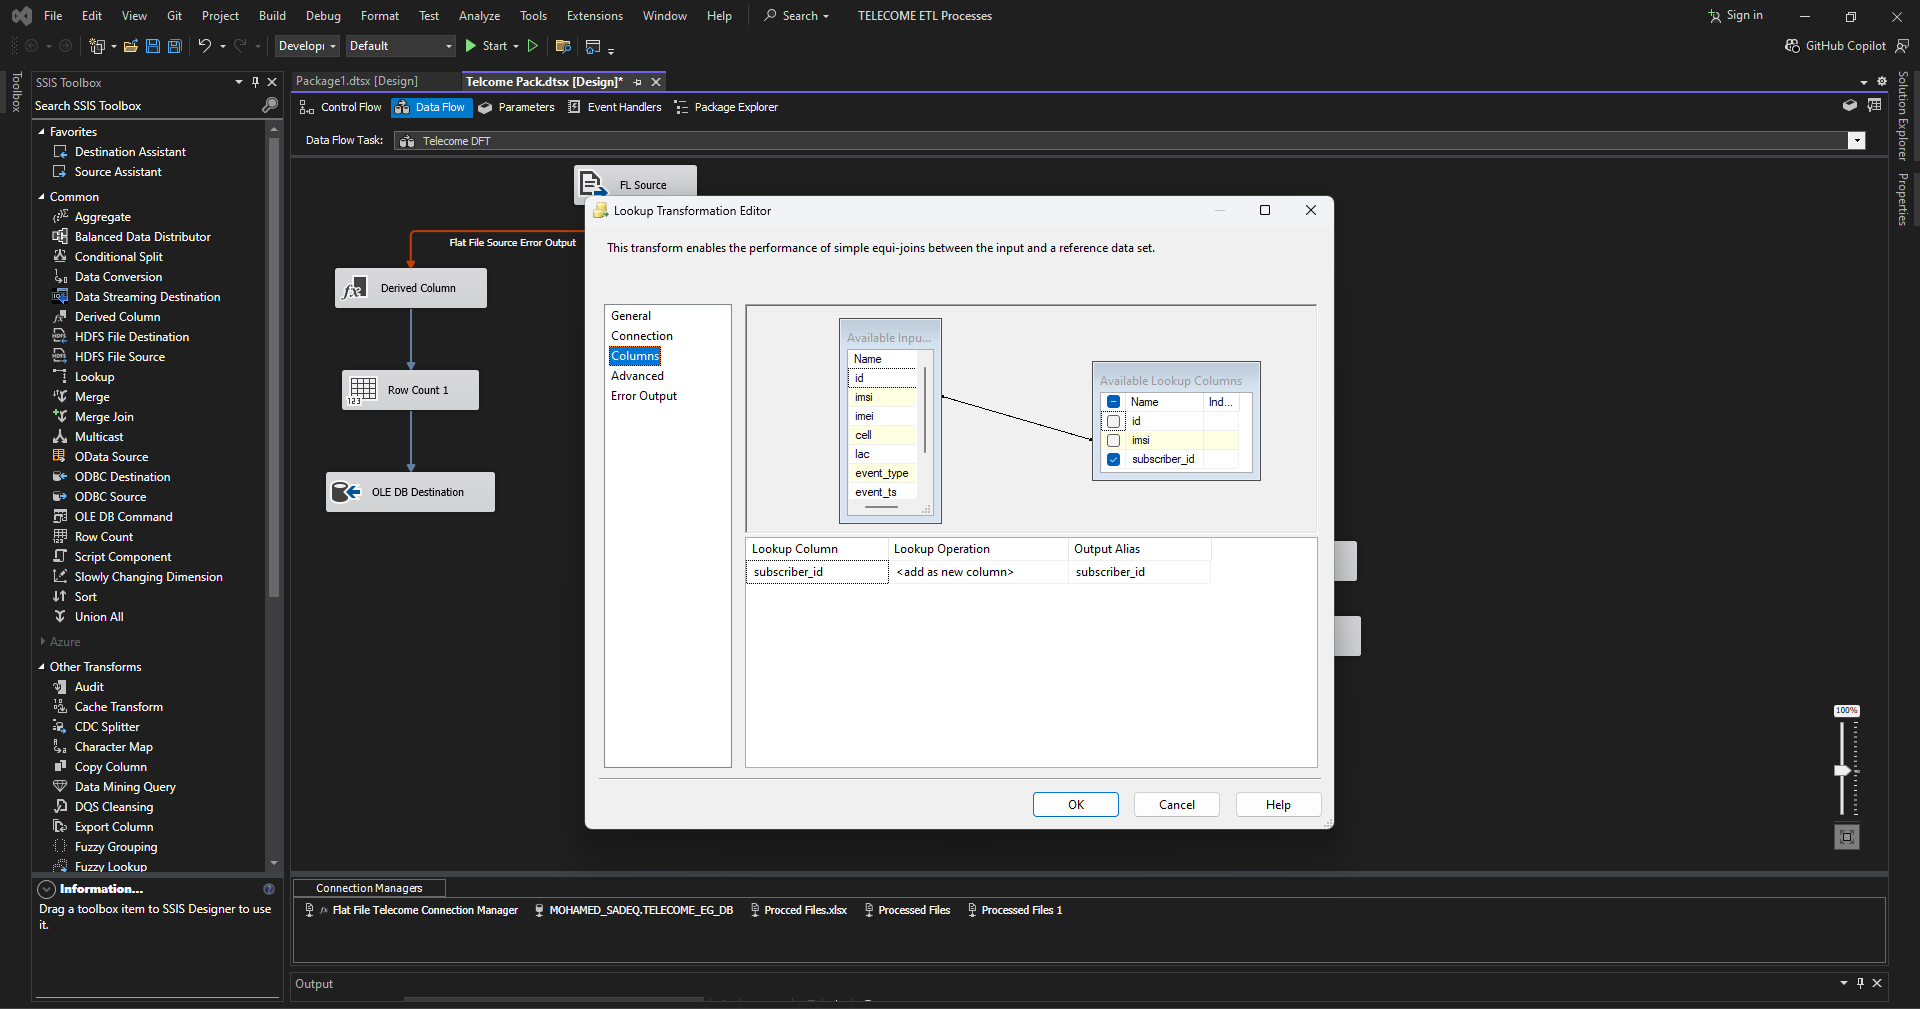 File Edit View Git Project Build Debug Format Test Analyze Tools Extensions Window Help Search TELECOME ETL Processes Sign in
Developi Default Start GitHub Copilot
Toolbox
SSIS Toolbox
Search SSIS Toolbox
Favorites
Destination Assistant
Source Assistant
Common
Aggregate
Balanced Data Distributor
Conditional Split
Data Conversion
Data Streaming Destination
Derived Column
HDFS File Destination
HDFS File Source
Lookup
Merge
Merge Join
Multicast
OData Source
ODBC Destination
ODBC Source
OLE DB Command
Row Count
Script Component
Slowly Changing Dimension
Sort
Union All
Azure
Other Transforms
Audit
Cache Transform
CDC Splitter
Character Map
Copy Column
Data Mining Query
DQS Cleansing
Export Column
Fuzzy Grouping
Fuzzy Lookup
Information...
Drag a toolbox item to SSIS Designer to use
it.
Package1.dtsx [Design] Telcome Pack.dtsx [Design]*
Control Flow Data Flow Parameters Event Handlers Package Explorer
Data Flow Task: Telecome DFT
FL Source
Flat File Source Error Output
Derived Column
Row Count 1
OLE DB Destination
Lookup Transformation Editor
This transform enables the performance of simple equi-joins between the input and a reference data set.
General
Connection
Columns
Advanced
Error Output
Available Inpu...
Name
id
imsi
imei
cell
lac
event_type
event_ts
Available Lookup Columns
Name Ind...
id
imsi
subscriber_id
Lookup Column Lookup Operation Output Alias
subscriber_id <add as new column> subscriber_id
OK Cancel Help
100%
Connection Managers
Flat File Telecome Connection Manager MOHAMED_SADEQ.TELECOME_EG_DB Procced Files.xlsx Processed Files Processed Files 1
Output
Solution Explorer
Properties